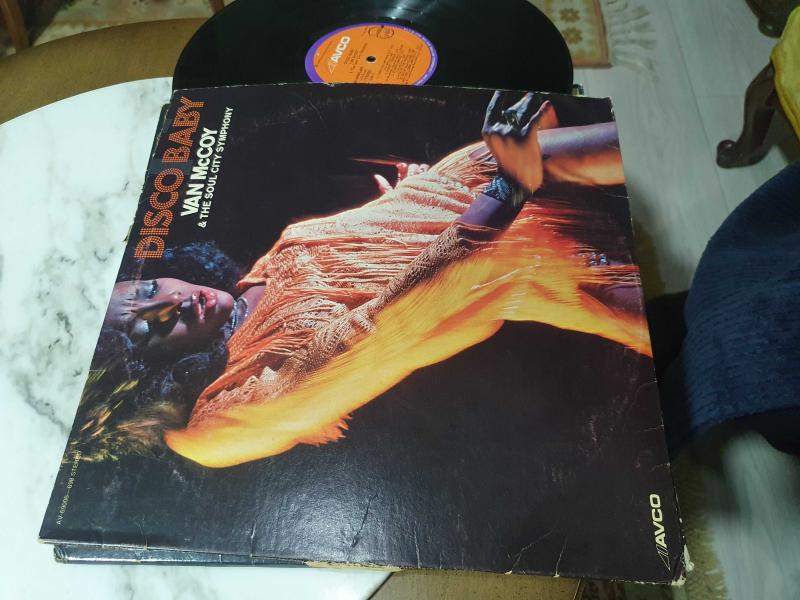 AVCO
DISCO BABY
VAN McCOY
& THE SOUL CITY SYMPHONY
AVCO